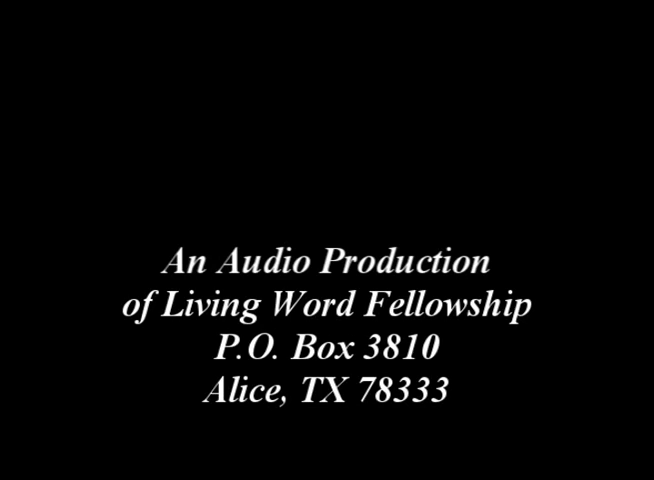 An Audio Production
of Living Word Fellowship
P.O. Box 3810
Alice, TX 78333